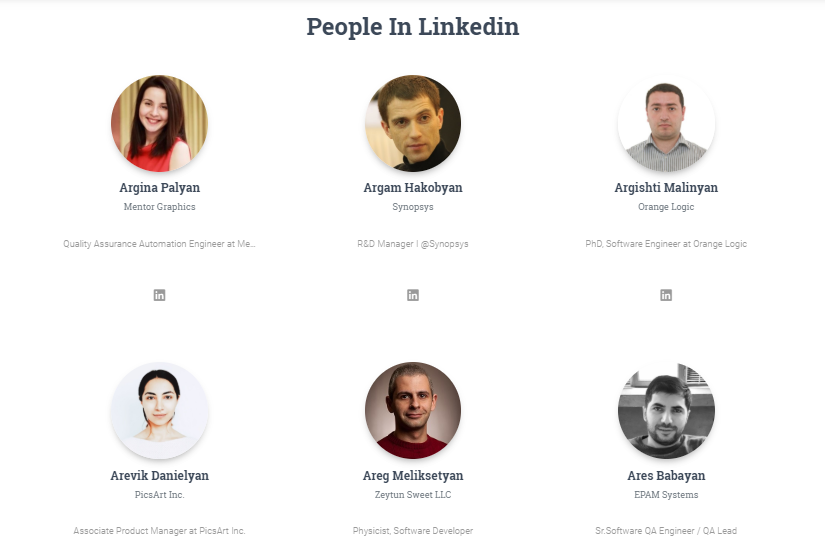 People In Linkedin
Argina Palyan
Mentor Graphics
Quality Assurance Automation Engineer at Me...
in
Argam Hakobyan
Synopsys
R&D Manager | @Synopsys
in
Argishti Malinyan
Orange Logic
PhD, Software Engineer at Orange Logic
in
Arevik Danielyan
PicsArt Inc.
Associate Product Manager at PicsArt Inc.
Areg Meliksetyan
Zeytun Sweet LLC
Physicist, Software Developer
Ares Babayan
EPAM Systems
Sr.Software QA Engineer / QA Lead